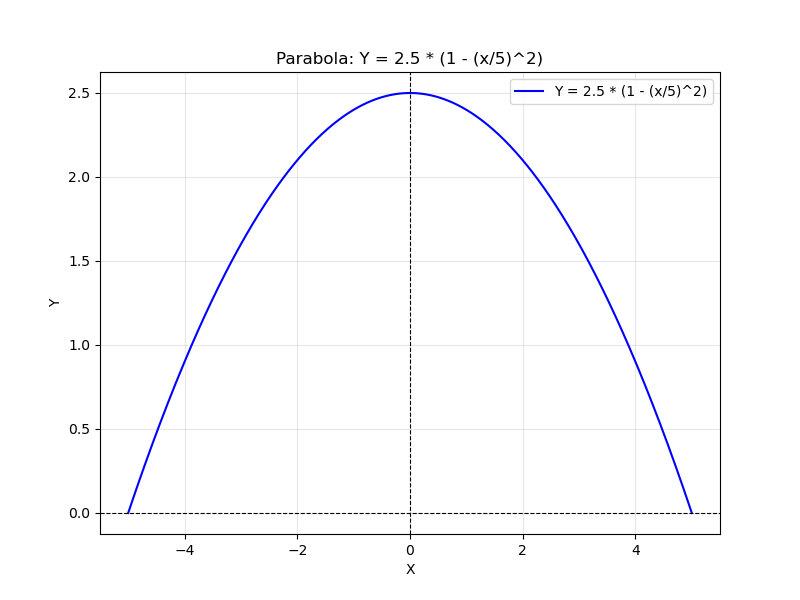 Parabola: Y = 2.5 * (1 - (x/5)^2)
Y = 2.5 * (1 - (x/5)^2)
2.5
2.0
1.5
1.0
0.5
0.0
Y
−4 −2 0 2 4
X